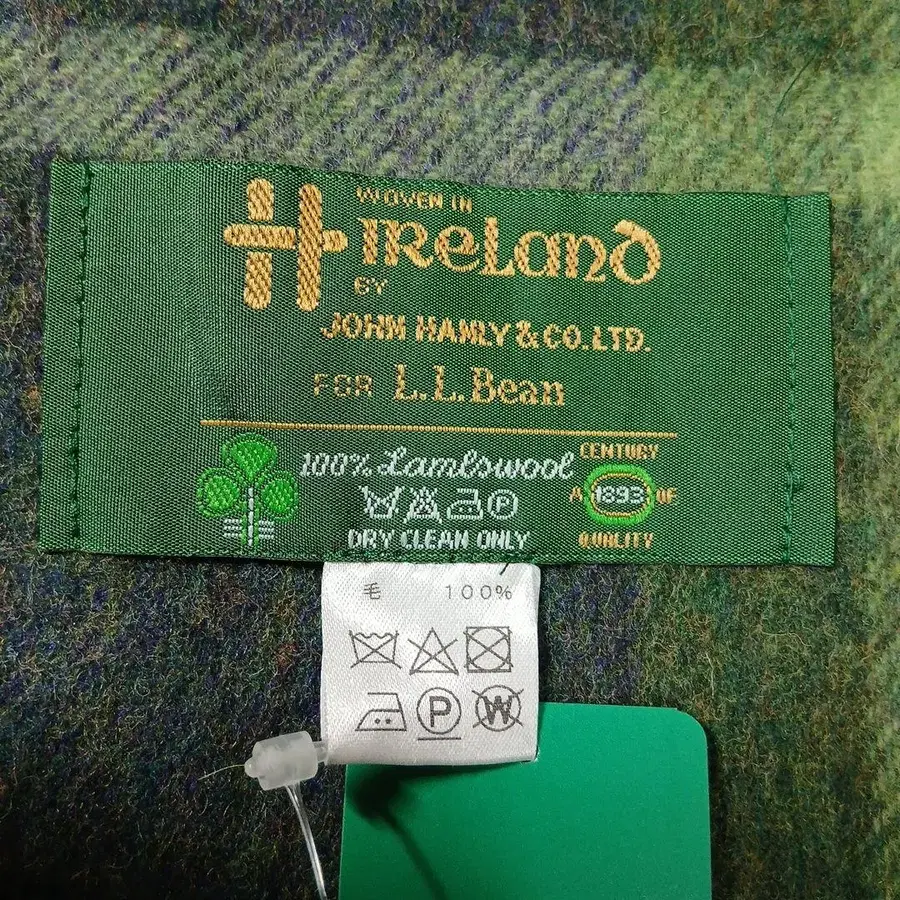 WOVEN IN
IRELAND
BY
JOHN HANLY & CO. LTD.
FOR L.L.Bean
100% Lambswool
DRY CLEAN ONLY
CENTURY
A 1893 OF
QUALITY
毛 100%
P W